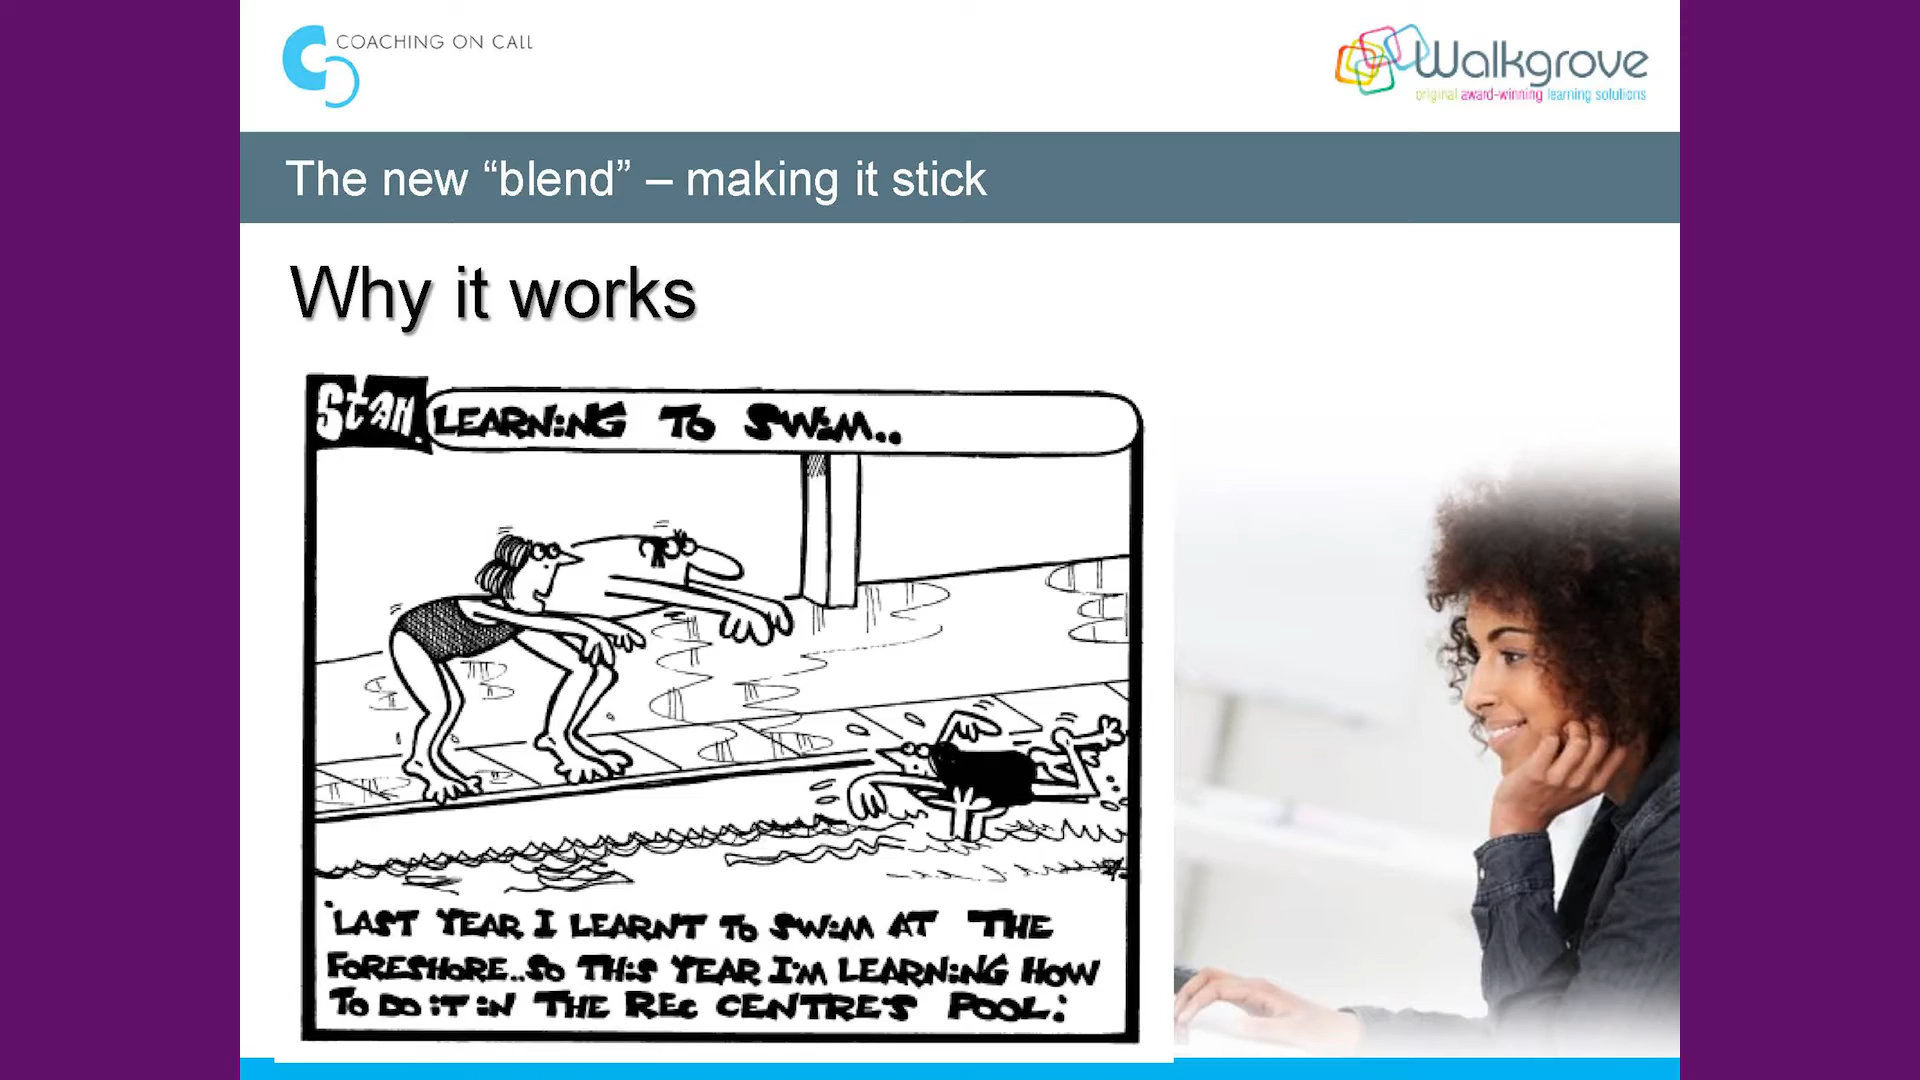 COACHING ON CALL
Walkgrove
original award-winning learning solutions
The new “blend” – making it stick
Why it works
Stan.
LEARNING TO SWIM..
'LAST YEAR I LEARNT TO SWIM AT THE
FORESHORE..SO THIS YEAR I'M LEARNING HOW
TO DO IT IN THE REC CENTRE'S POOL!